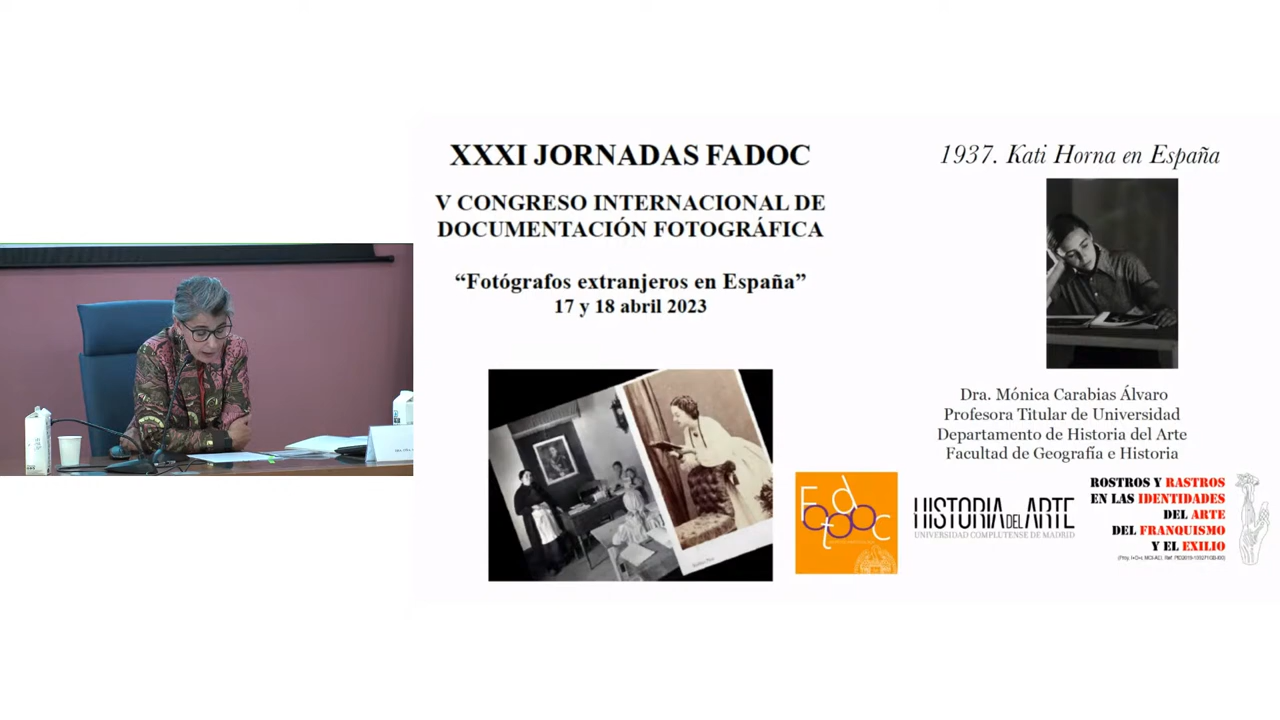 XXXI JORNADAS FADOC
V CONGRESO INTERNACIONAL DE
DOCUMENTACIÓN FOTOGRÁFICA
“Fotógrafos extranjeros en España”
17 y 18 abril 2023
1937. Kati Horna en España
Dra. Mónica Carabias Álvaro
Profesora Titular de Universidad
Departamento de Historia del Arte
Facultad de Geografía e Historia
Fotodoc
HISTORIA DEL ARTE
UNIVERSIDAD COMPLUTENSE DE MADRID
ROSTROS Y RASTROS
EN LAS IDENTIDADES
DEL ARTE
DEL FRANQUISMO
Y EL EXILIO